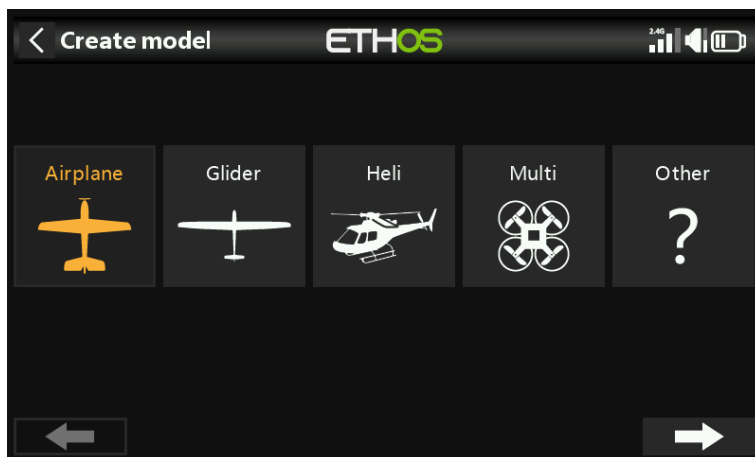 Create model
ETHOS
2.4G
Airplane
Glider
Heli
Multi
Other
?